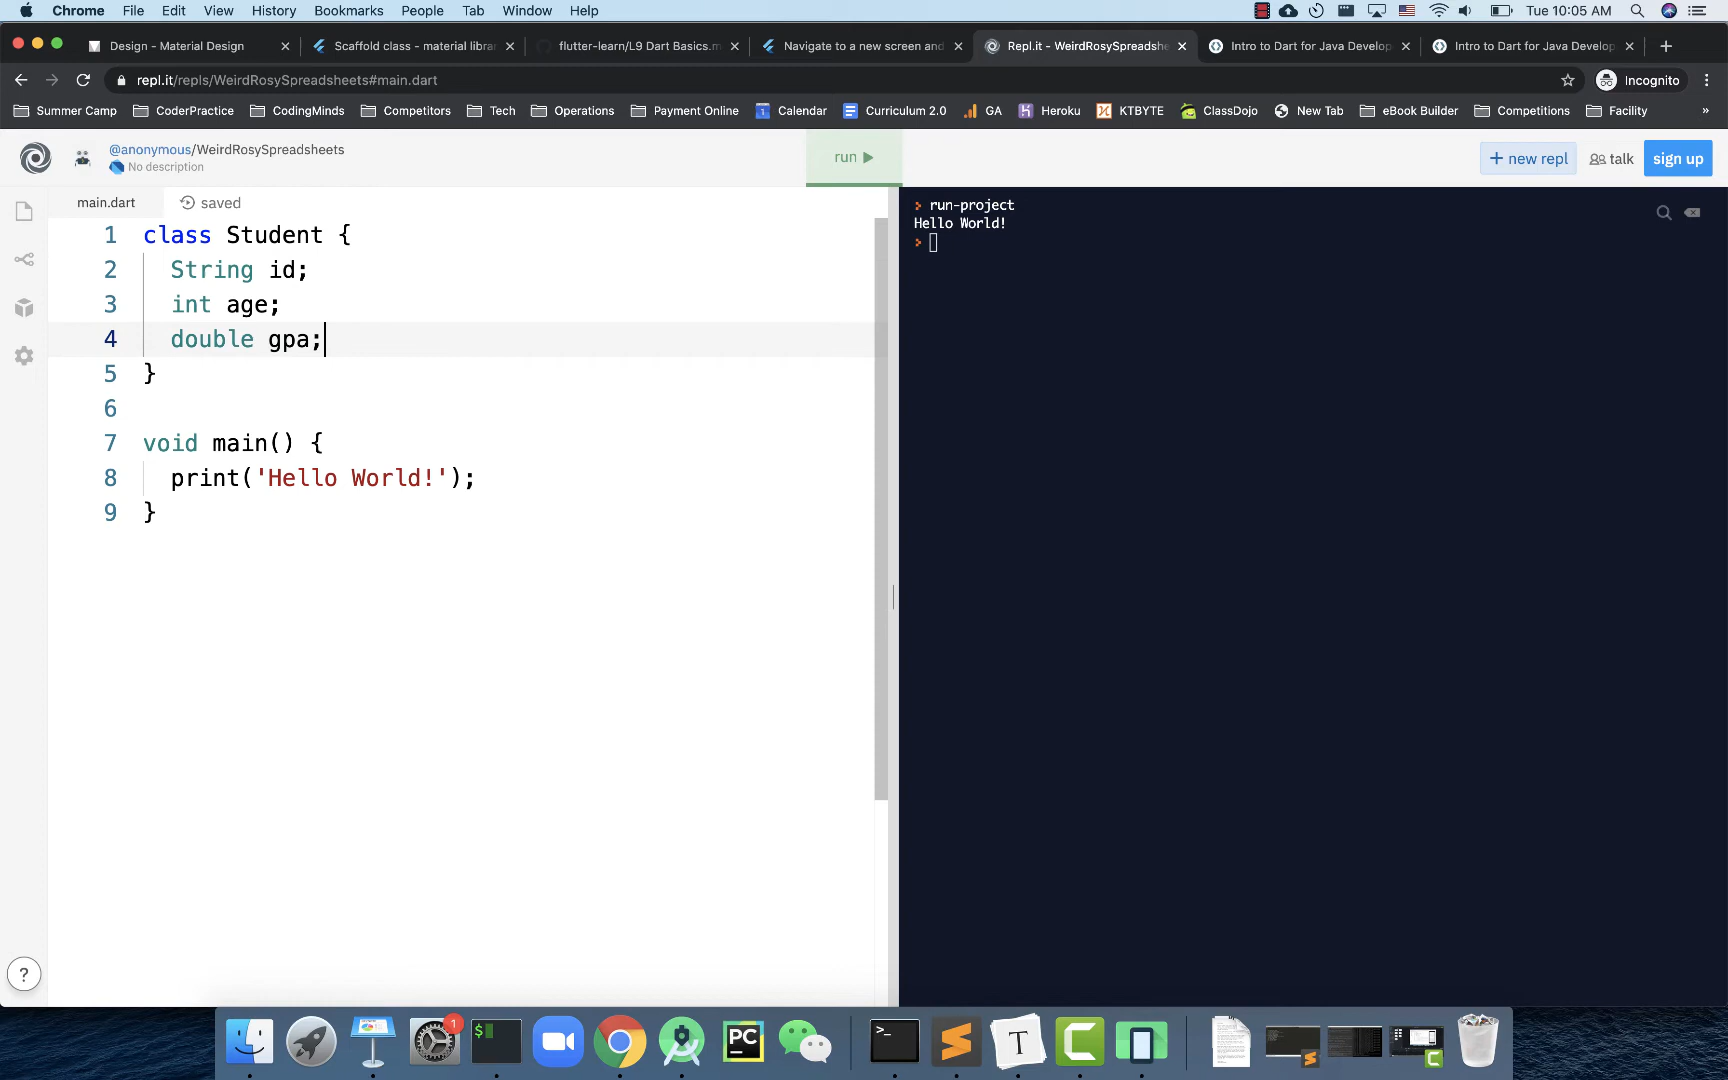 Chrome File Edit View History Bookmarks People Tab Window Help Tue 10:05 AM
Design - Material Design Scaffold class - material librar flutter-learn/L9 Dart Basics.m Navigate to a new screen and Repl.it - WeirdRosySpreadshe Intro to Dart for Java Develop Intro to Dart for Java Develop
repl.it/repls/WeirdRosySpreadsheets#main.dart Incognito
Summer Camp CoderPractice CodingMinds Competitors Tech Operations Payment Online Calendar Curriculum 2.0 GA Heroku KTBYTE ClassDojo New Tab eBook Builder Competitions Facility »
@anonymous/WeirdRosySpreadsheets
No description
run
+ new repl talk sign up
main.dart saved
1 class Student {
2 String id;
3 int age;
4 double gpa;
5 }
6
7 void main() {
8 print('Hello World!');
9 }
run-project
Hello World!
?
1
$
PC
>_
T
C